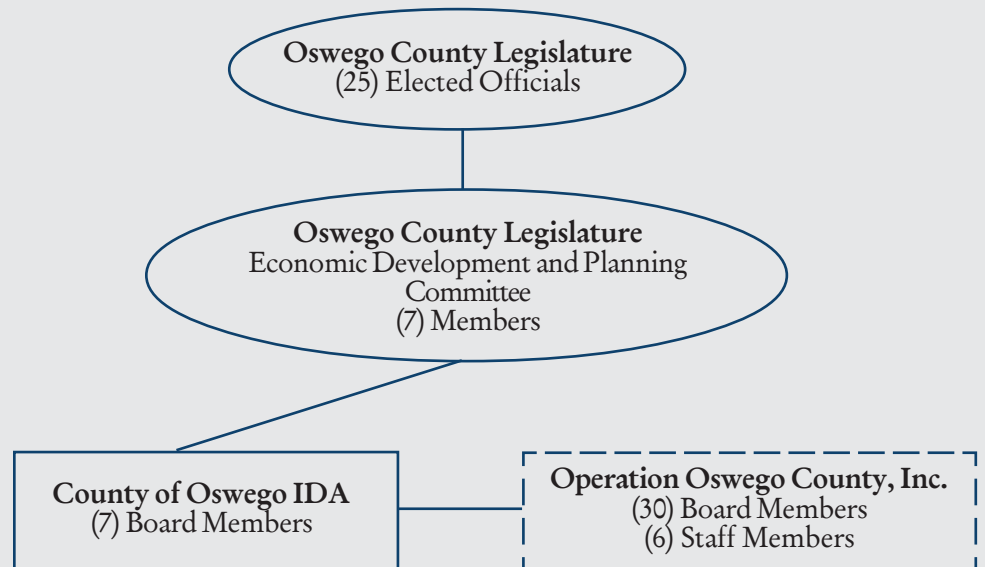 Oswego County Legislature
(25) Elected Officials
Oswego County Legislature
Economic Development and Planning
Committee
(7) Members
County of Oswego IDA
(7) Board Members
Operation Oswego County, Inc.
(30) Board Members
(6) Staff Members